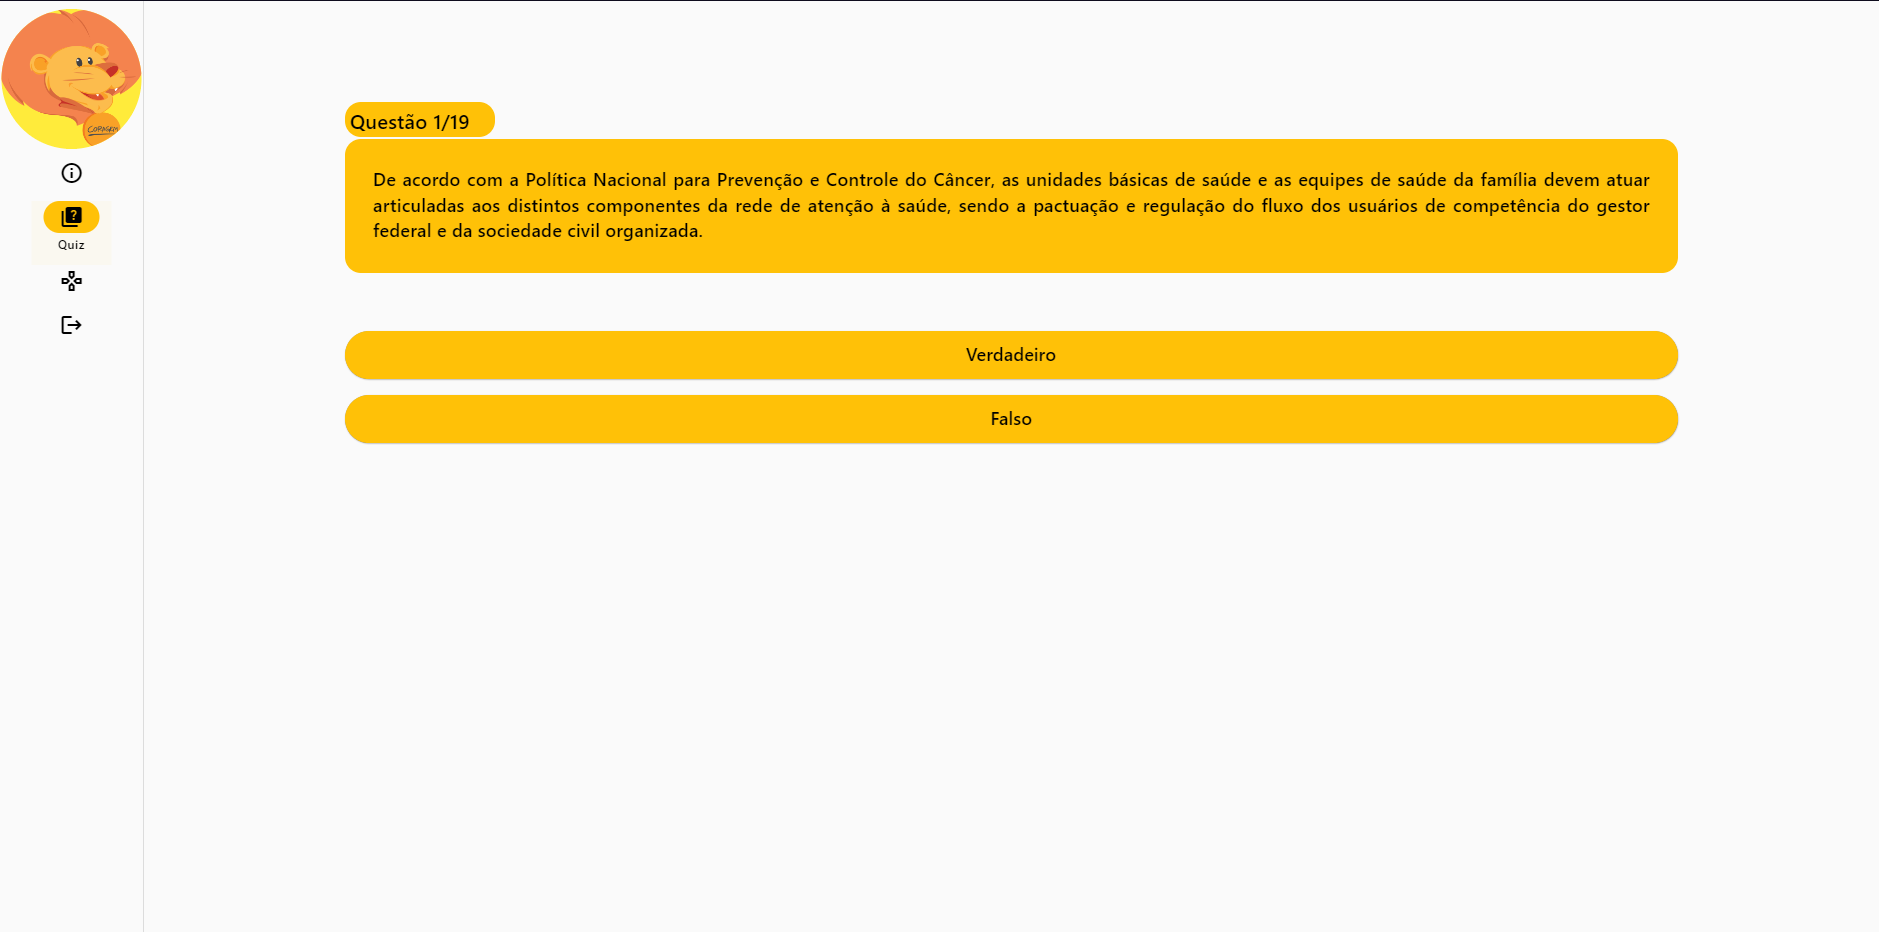 CORAGEM
Questão 1/19
De acordo com a Política Nacional para Prevenção e Controle do Câncer, as unidades básicas de saúde e as equipes de saúde da família devem atuar
articuladas aos distintos componentes da rede de atenção à saúde, sendo a pactuação e regulação do fluxo dos usuários de competência do gestor
federal e da sociedade civil organizada.
?
Quiz
Verdadeiro
Falso